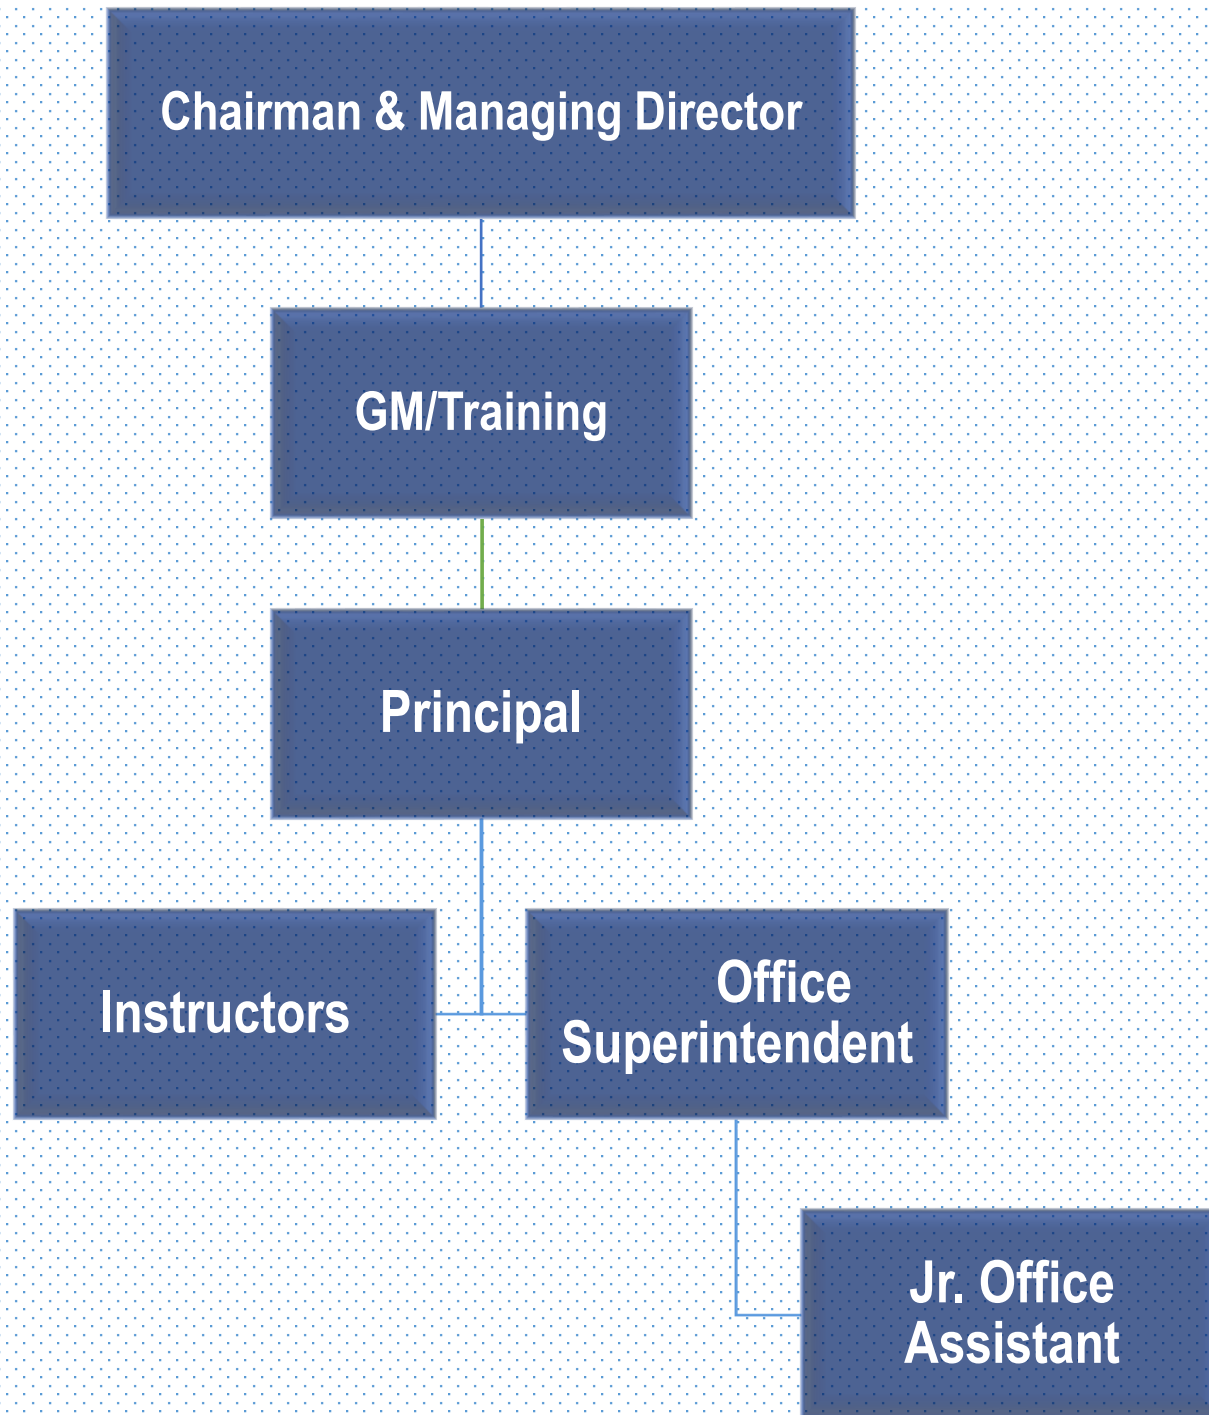 Chairman & Managing Director
GM/Training
Principal
Instructors
Office
Superintendent
Jr. Office
Assistant